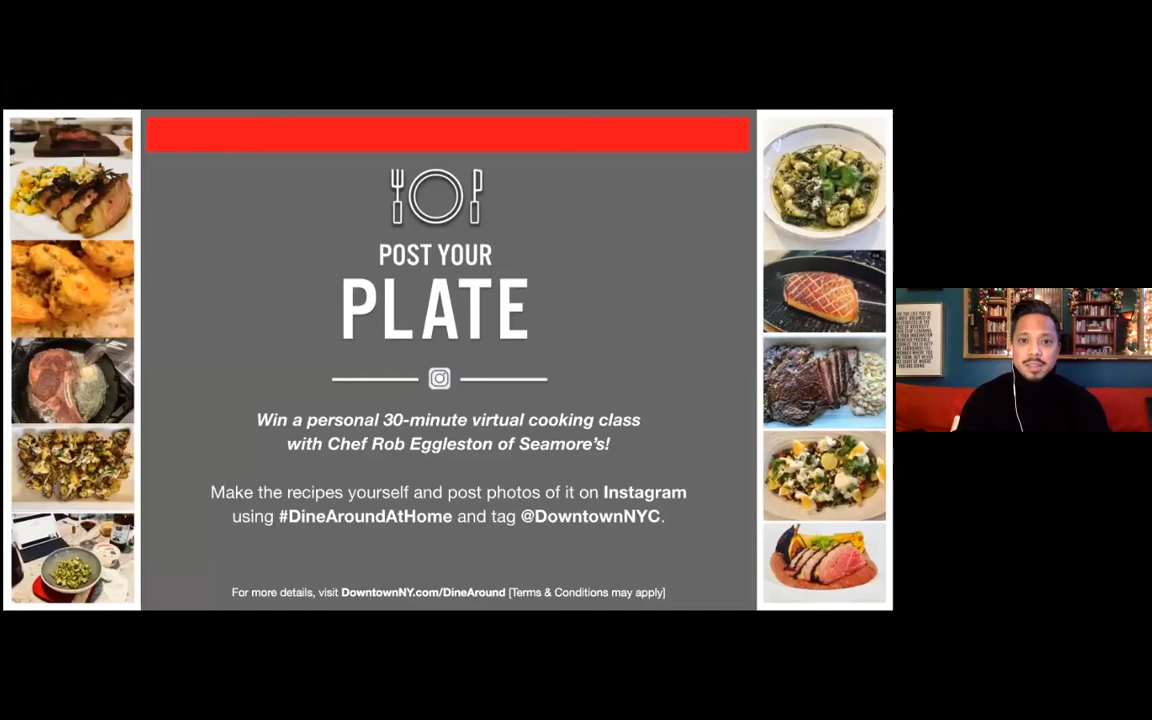 POST YOUR
PLATE
Win a personal 30-minute virtual cooking class
with Chef Rob Eggleston of Seamore's!
Make the recipes yourself and post photos of it on Instagram
using #DineAroundAtHome and tag @DowntownNYC.
For more details, visit DowntownNY.com/DineAround [Terms & Conditions may apply]